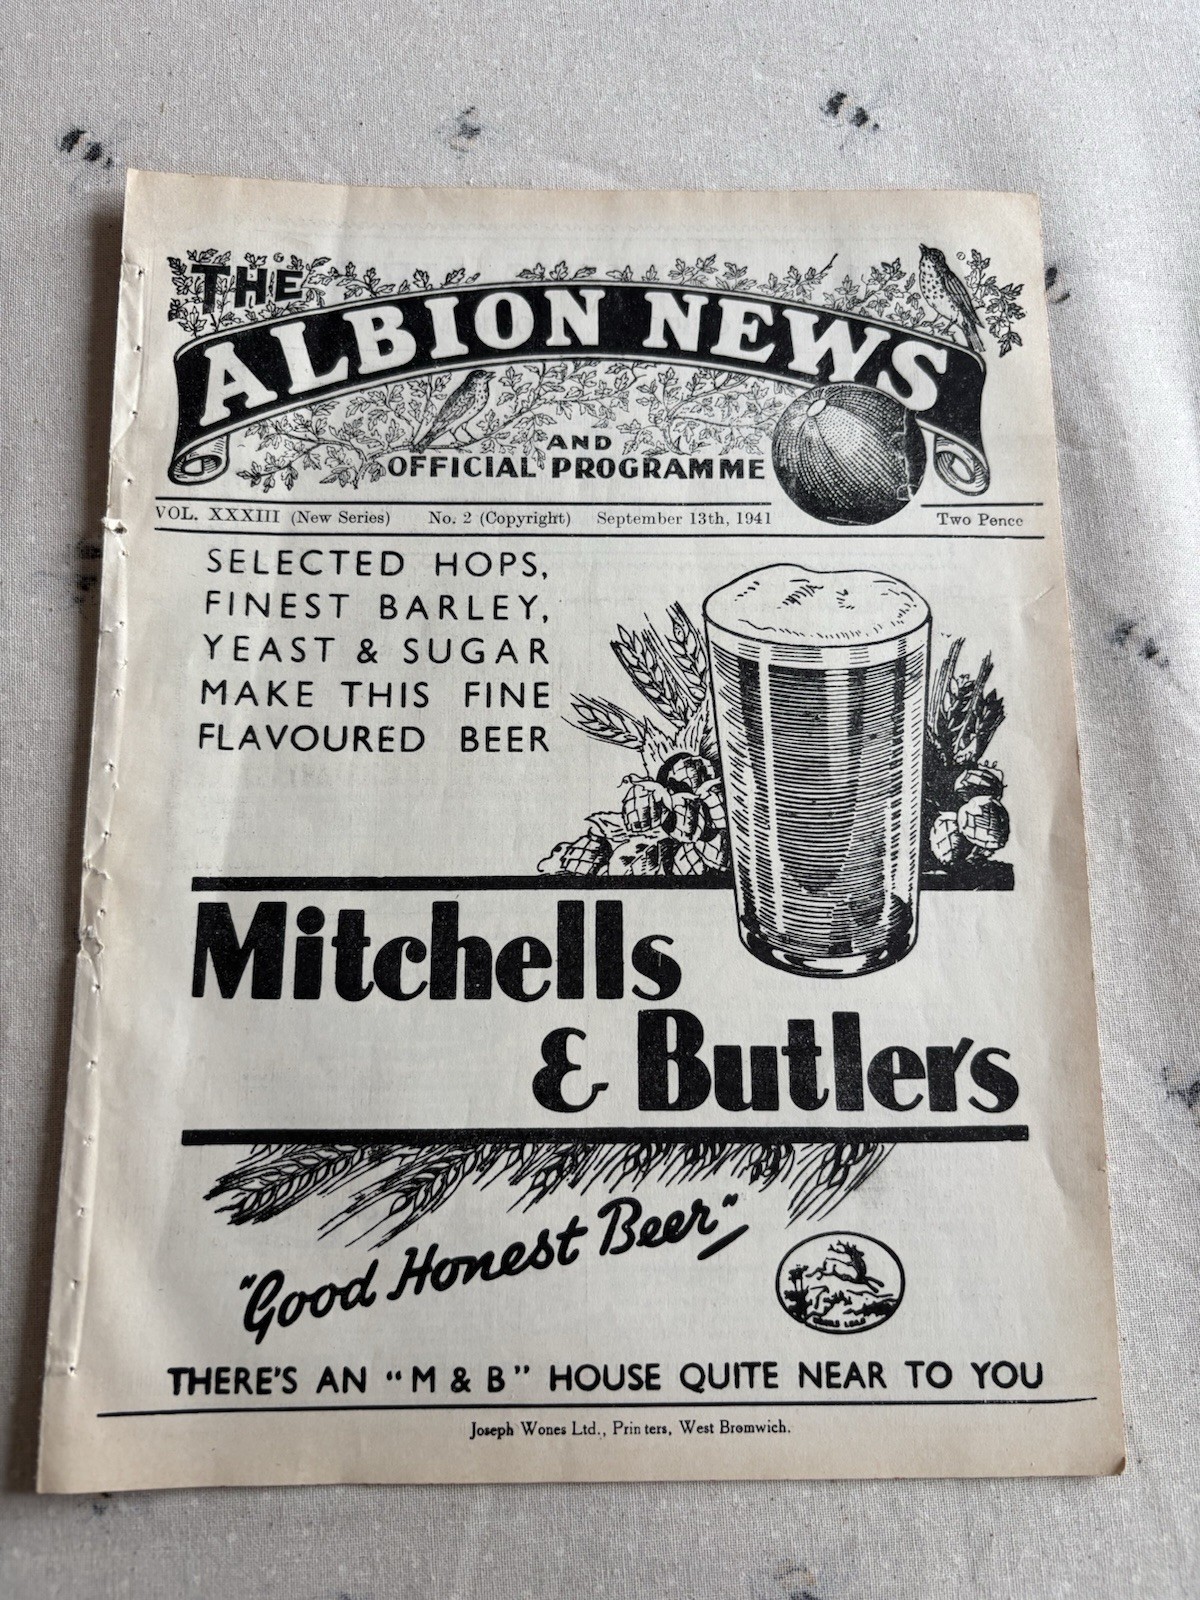 THE
ALBION NEWS
AND
OFFICIAL PROGRAMME
VOL. XXXIII (New Series) No. 2 (Copyright) September 13th, 1941 Two Pence
SELECTED HOPS,
FINEST BARLEY,
YEAST & SUGAR
MAKE THIS FINE
FLAVOURED BEER
Mitchells
& Butlers
"Good Honest Beer"
THERE'S AN "M & B" HOUSE QUITE NEAR TO YOU
Joseph Wones Ltd., Printers, West Bromwich.